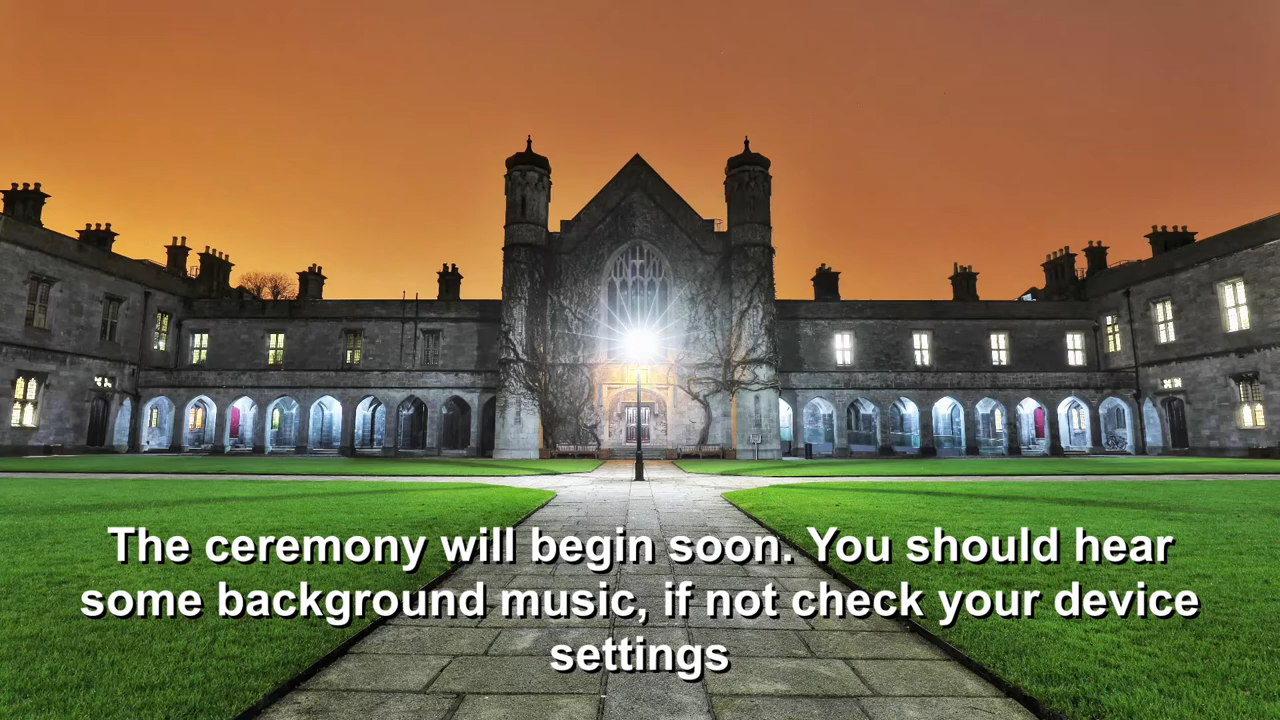 The ceremony will begin soon. You should hear
some background music, if not check your device
settings